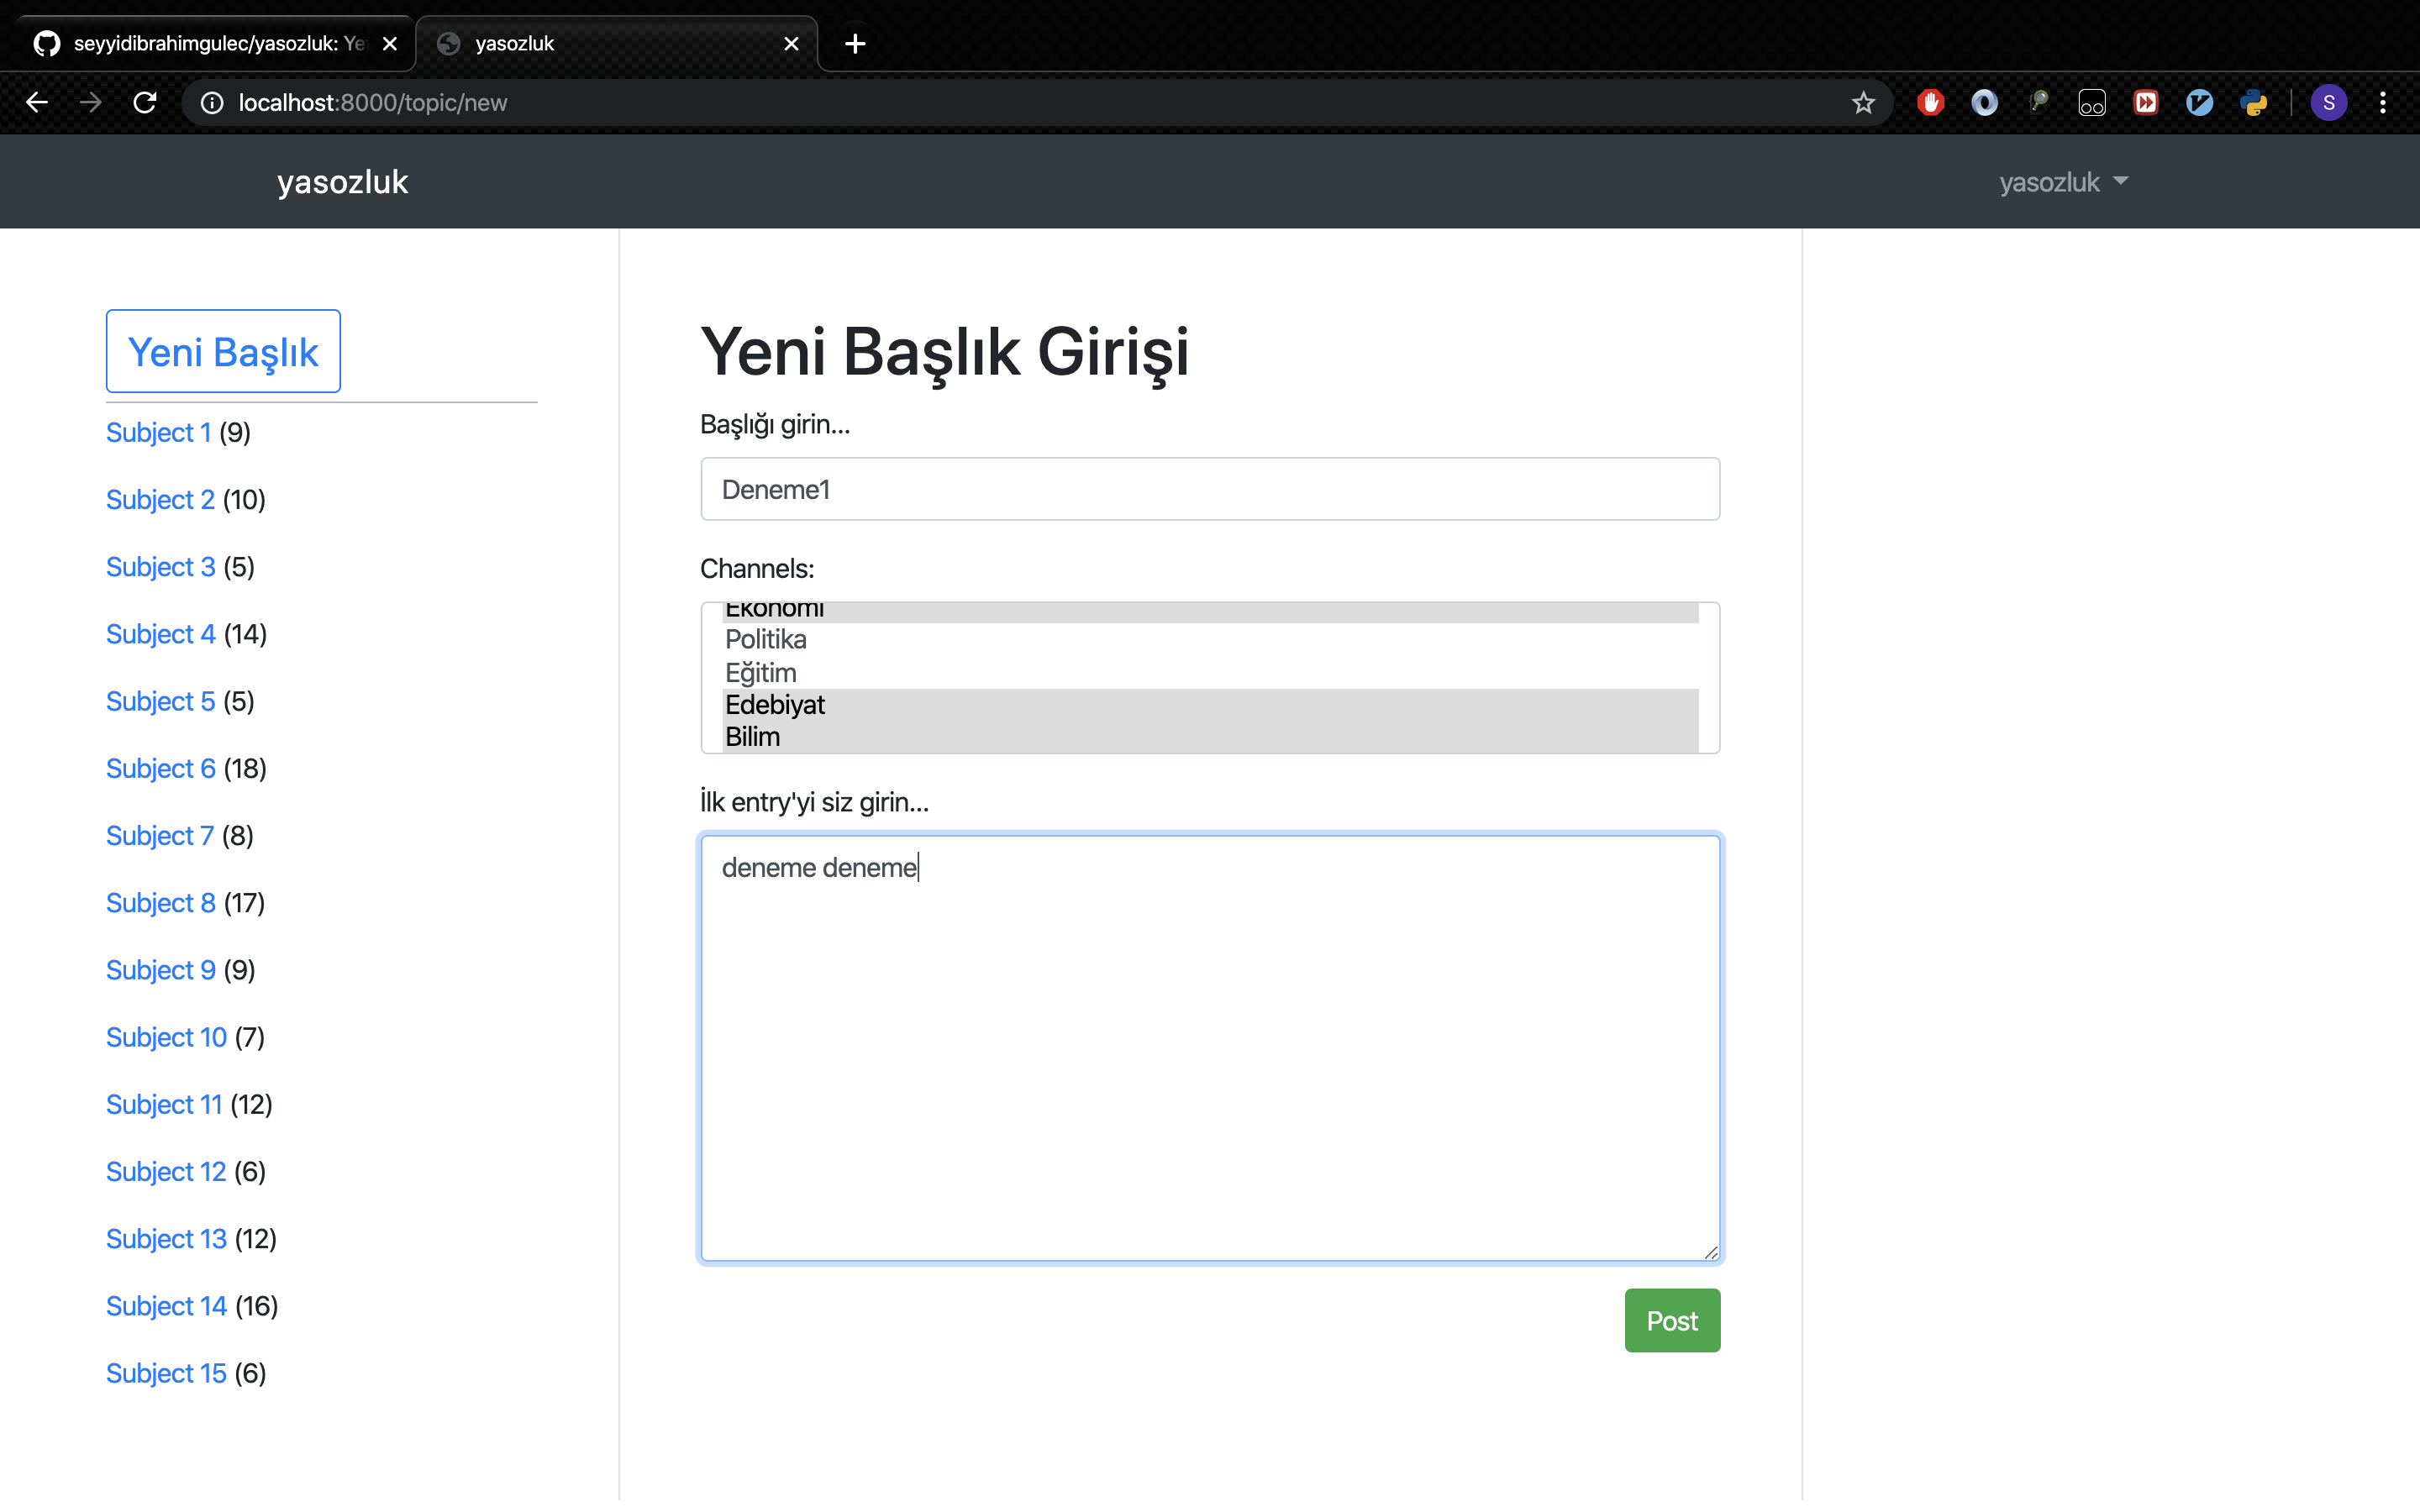 seyyidibrahimgulec/yasozluk: Ye
yasozluk
localhost:8000/topic/new
S
yasozluk
yasozluk
Yeni Başlık
Subject 1 (9)
Subject 2 (10)
Subject 3 (5)
Subject 4 (14)
Subject 5 (5)
Subject 6 (18)
Subject 7 (8)
Subject 8 (17)
Subject 9 (9)
Subject 10 (7)
Subject 11 (12)
Subject 12 (6)
Subject 13 (12)
Subject 14 (16)
Subject 15 (6)
Yeni Başlık Girişi
Başlığı girin...
Deneme1
Channels:
Ekonomi
Politika
Eğitim
Edebiyat
Bilim
İlk entry'yi siz girin...
deneme deneme
Post